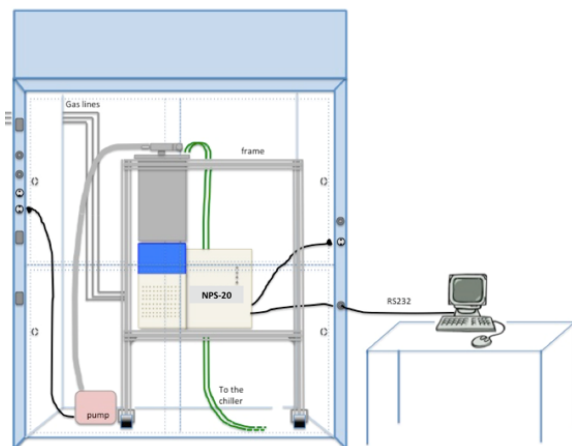 Gas lines
frame
NPS-20
RS232
To the
chiller
pump